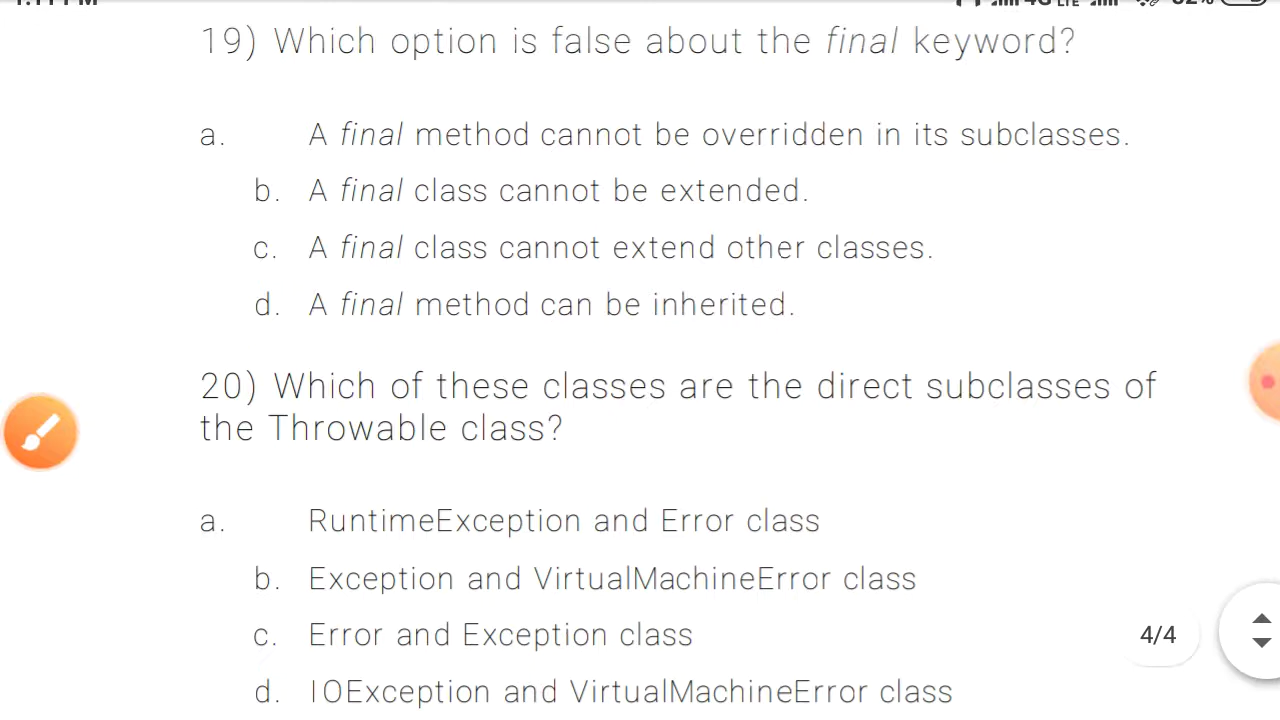 19) Which option is false about the final keyword?
a. A final method cannot be overridden in its subclasses.
b. A final class cannot be extended.
c. A final class cannot extend other classes.
d. A final method can be inherited.
20) Which of these classes are the direct subclasses of
the Throwable class?
a. RuntimeException and Error class
b. Exception and VirtualMachineError class
c. Error and Exception class
4/4
d. IOException and VirtualMachineError class